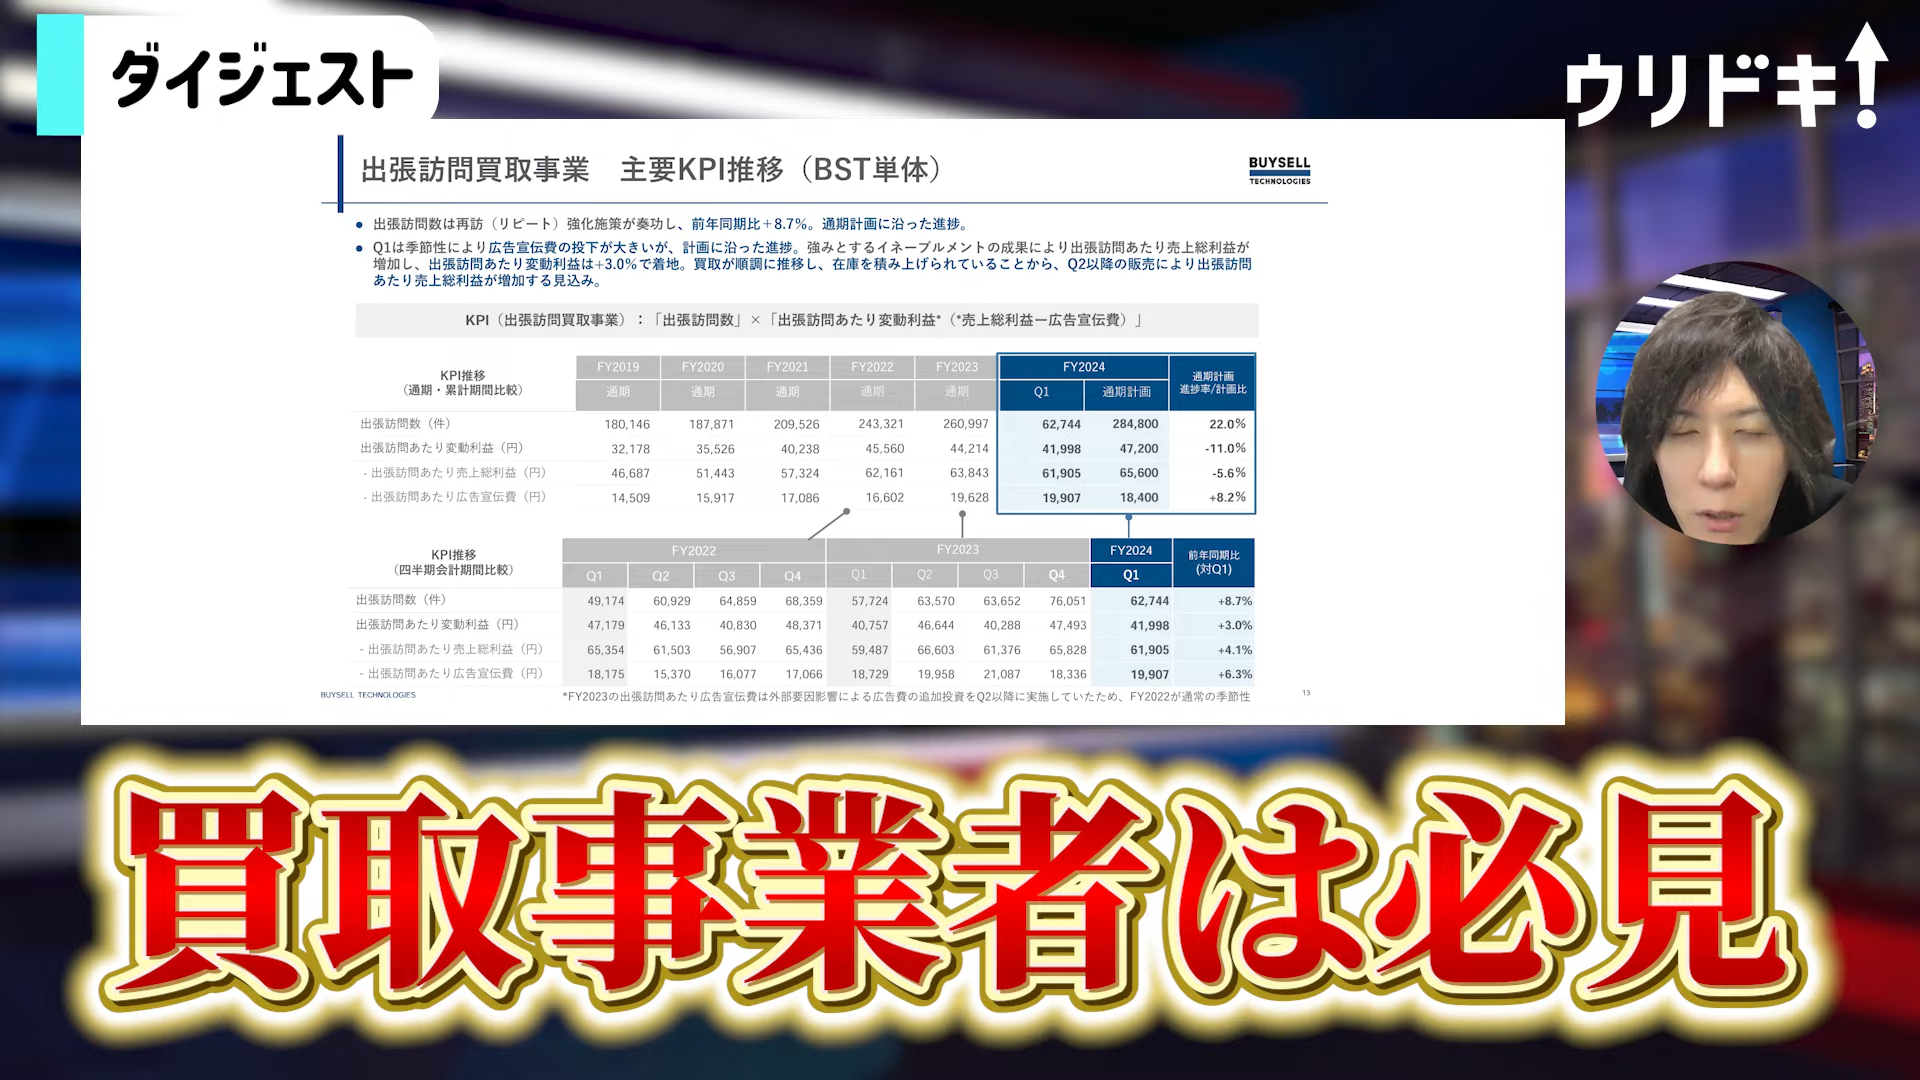 ダイジェスト
ウリドキ!
出張訪問買取事業　主要KPI推移（BST単体）
BUYSELL
TECHNOLOGIES
● 出張訪問数は再訪（リピート）強化施策が奏功し、前年同期比＋8.7%。通期計画に沿った進捗。
● Q1は季節性により広告宣伝費の投下が大きいが、計画に沿った進捗。強みとするイネーブルメントの成果により出張訪問あたり売上総利益が
増加し、出張訪問あたり変動利益は+3.0%で着地。買取が順調に推移し、在庫を積み上げられていることから、Q2以降の販売により出張訪問
あたり売上総利益が増加する見込み。
KPI（出張訪問買取事業）：「出張訪問数」×「出張訪問あたり変動利益*（*売上総利益ー広告宣伝費）」
KPI推移
（通期・累計期間比較）
FY2019 FY2020 FY2021 FY2022 FY2023 FY2024 通期計画
進捗率/計画比
通期 通期 通期 通期 通期 Q1 通期計画
出張訪問数（件） 180,146 187,871 209,526 243,321 260,997 62,744 284,800 22.0%
出張訪問あたり変動利益（円） 32,178 35,526 40,238 45,560 44,214 41,998 47,200 -11.0%
- 出張訪問あたり売上総利益（円） 46,687 51,443 57,324 62,161 63,843 61,905 65,600 -5.6%
- 出張訪問あたり広告宣伝費（円） 14,509 15,917 17,086 16,602 19,628 19,907 18,400 +8.2%
KPI推移
（四半期会計期間比較）
FY2022 FY2023 FY2024 前年同期比
(対Q1)
Q1 Q2 Q3 Q4 Q1 Q2 Q3 Q4 Q1
出張訪問数（件） 49,174 60,929 64,859 68,359 57,724 63,570 63,652 76,051 62,744 +8.7%
出張訪問あたり変動利益（円） 47,179 46,133 40,830 48,371 40,757 46,644 40,288 47,493 41,998 +3.0%
- 出張訪問あたり売上総利益（円） 65,354 61,503 56,907 65,436 59,487 66,603 61,376 65,828 61,905 +4.1%
- 出張訪問あたり広告宣伝費（円） 18,175 15,370 16,077 17,066 18,729 19,958 21,087 18,336 19,907 +6.3%
BUYSELL TECHNOLOGIES
*FY2023の出張訪問あたり広告宣伝費は外部要因影響による広告費の追加投資をQ2以降に実施していたため、FY2022が通常の季節性
13
買取事業者は必見